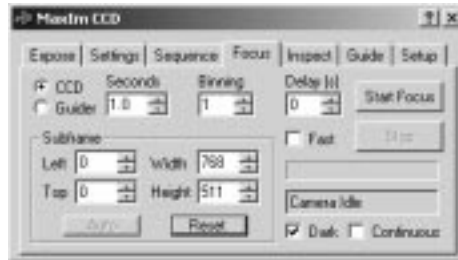 MaxIm CCD
Expose Settings Sequence Focus Inspect Guide Setup
CCD Seconds Binning Delay [s]
Guider 1.0 1 0 Start Focus
Subframe Fast Stop
Left 0 Width 768
Top 0 Height 511 Camera Idle
Auto Reset Dark Continuous